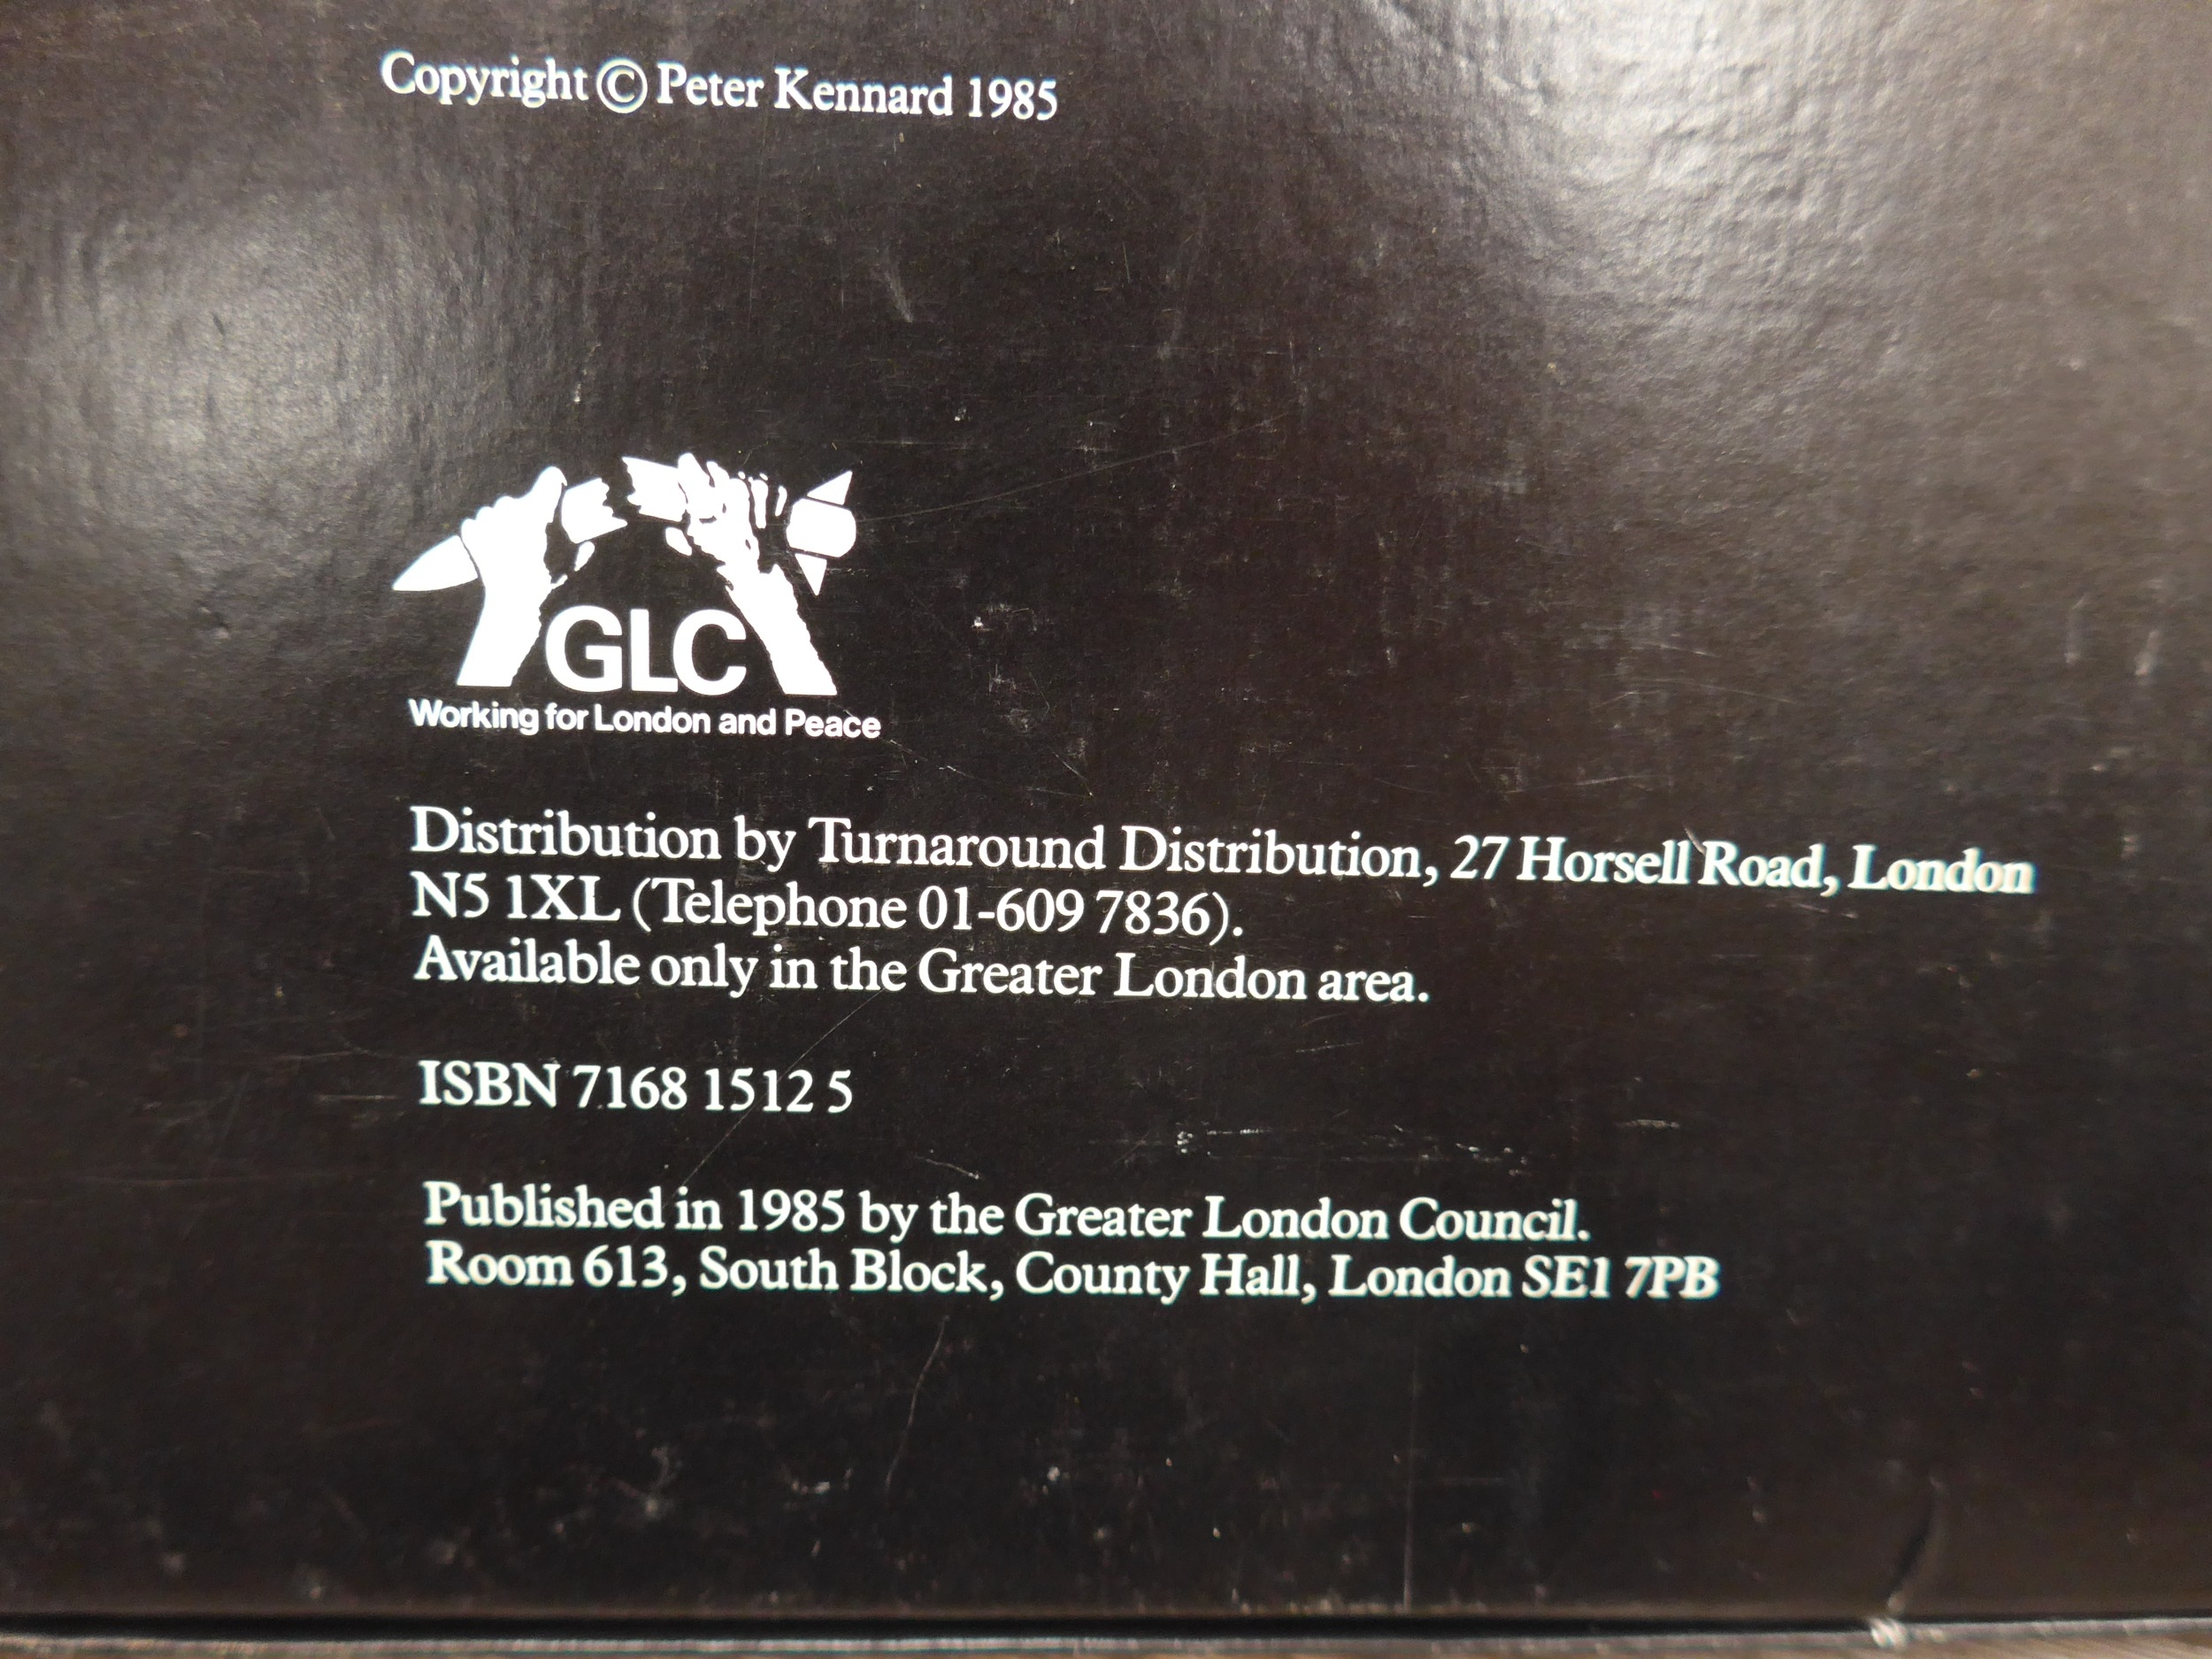 Copyright © Peter Kennard 1985
GLC
Working for London and Peace
Distribution by Turnaround Distribution, 27 Horsell Road, London
N5 1XL (Telephone 01-609 7836).
Available only in the Greater London area.
ISBN 7168 1512 5
Published in 1985 by the Greater London Council.
Room 613, South Block, County Hall, London SE1 7PB